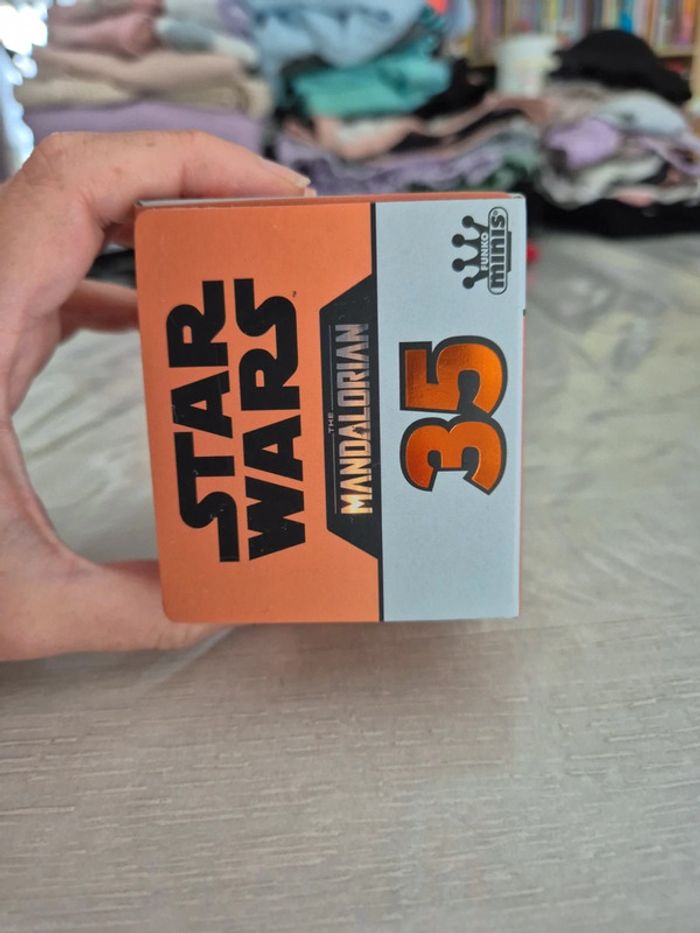 STAR
WARS
THE
MANDALORIAN
35
FUNKO
minis®